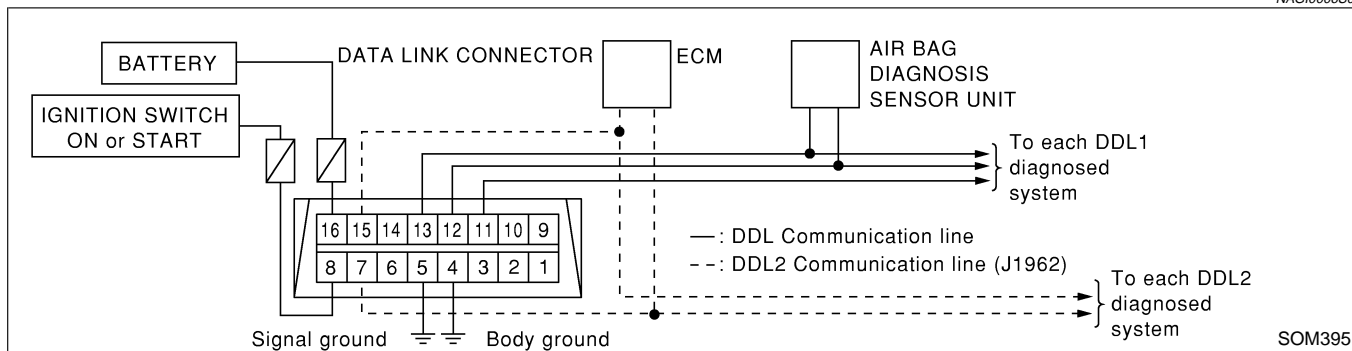 BATTERY
IGNITION SWITCH
ON or START
DATA LINK CONNECTOR
ECM
AIR BAG
DIAGNOSIS
SENSOR UNIT
To each DDL1
diagnosed
system
16 15 14 13 12 11 10 9
8 7 6 5 4 3 2 1
: DDL Communication line
: DDL2 Communication line (J1962)
To each DDL2
diagnosed
system
Signal ground
Body ground
SOM395